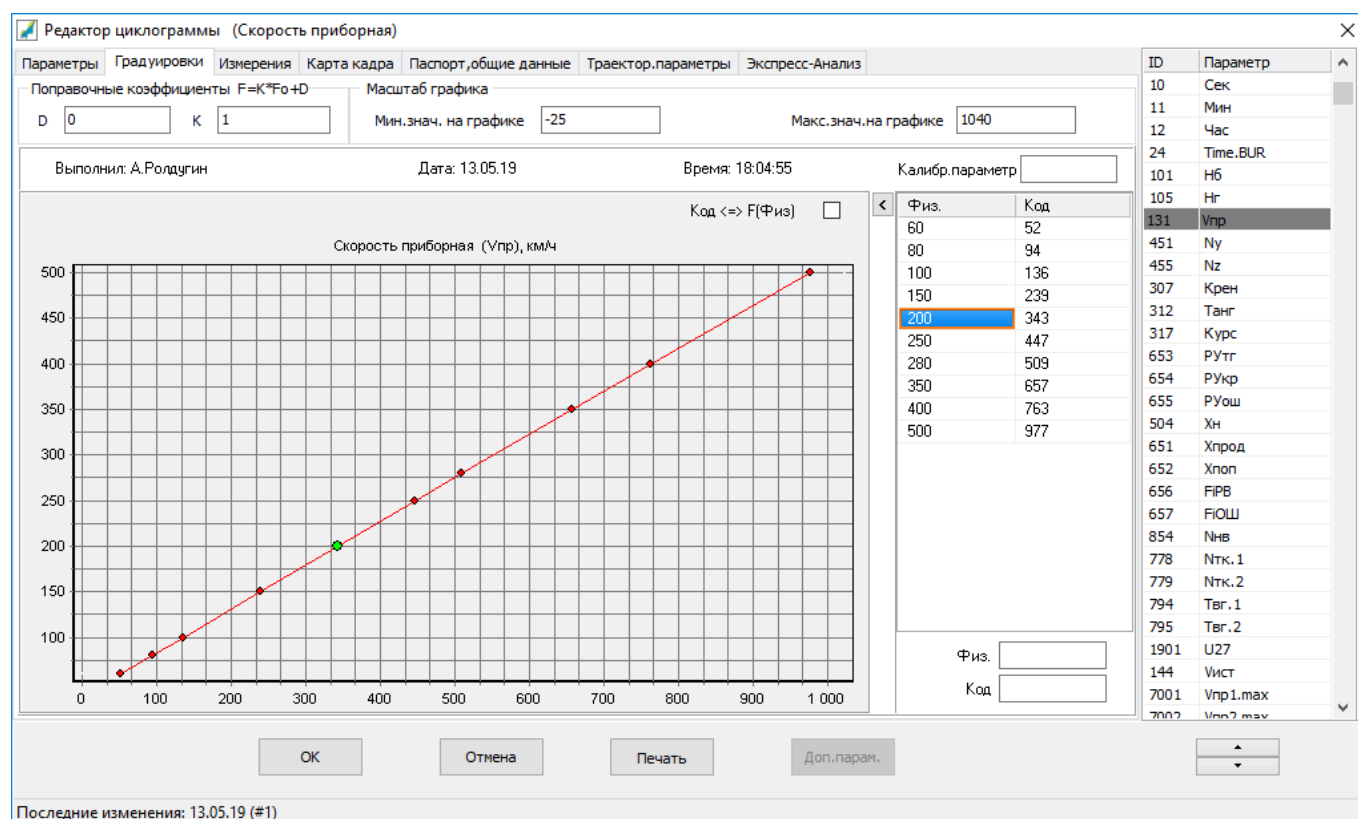 Редактор циклограммы (Скорость приборная)
Параметры Градуировки Измерения Карта кадра Паспорт,общие данные Траектор.параметры Экспресс-Анализ
Поправочные коэффициенты F=K*Fo+D Масштаб графика
D 0 K 1 Мин.знач. на графике -25 Макс.знач.на графике 1040
Выполнил: А.Ролдугин Дата: 13.05.19 Время: 18:04:55 Калибр.параметр
Код <=> F(Физ)
<
Скорость приборная (Vпр), км/ч
500
450
400
350
300
250
200
150
100
0 100 200 300 400 500 600 700 800 900 1 000
Физ. Код
60 52
80 94
100 136
150 239
200 343
250 447
280 509
350 657
400 763
500 977
Физ.
Код
ID Параметр
10 Сек
11 Мин
12 Час
24 Time.BUR
101 Нб
105 Нг
131 Vпр
451 Ny
455 Nz
307 Крен
312 Танг
317 Курс
653 РУтг
654 РУкр
655 РУош
504 Хн
651 Хпрод
652 Хпоп
656 FiРВ
657 FiОШ
854 Nнв
778 Nтк.1
779 Nтк.2
794 Твг.1
795 Твг.2
1901 U27
144 Vист
7001 Vпр1.max
7002 Vпр2.max
OK Отмена Печать Доп.парам.
Последние изменения: 13.05.19 (#1)